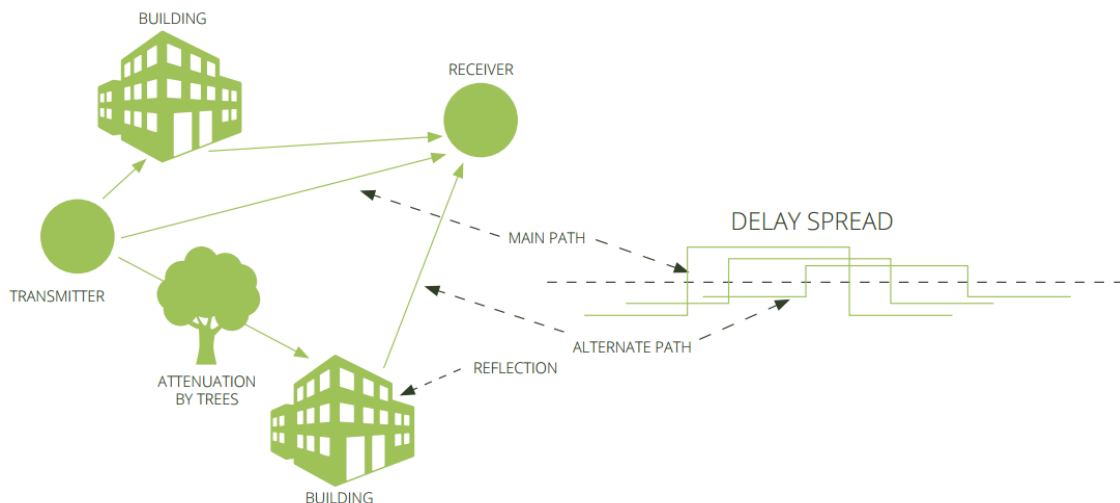 BUILDING
RECEIVER
DELAY SPREAD
MAIN PATH
TRANSMITTER
ALTERNATE PATH
REFLECTION
ATTENUATION
BY TREES
BUILDING